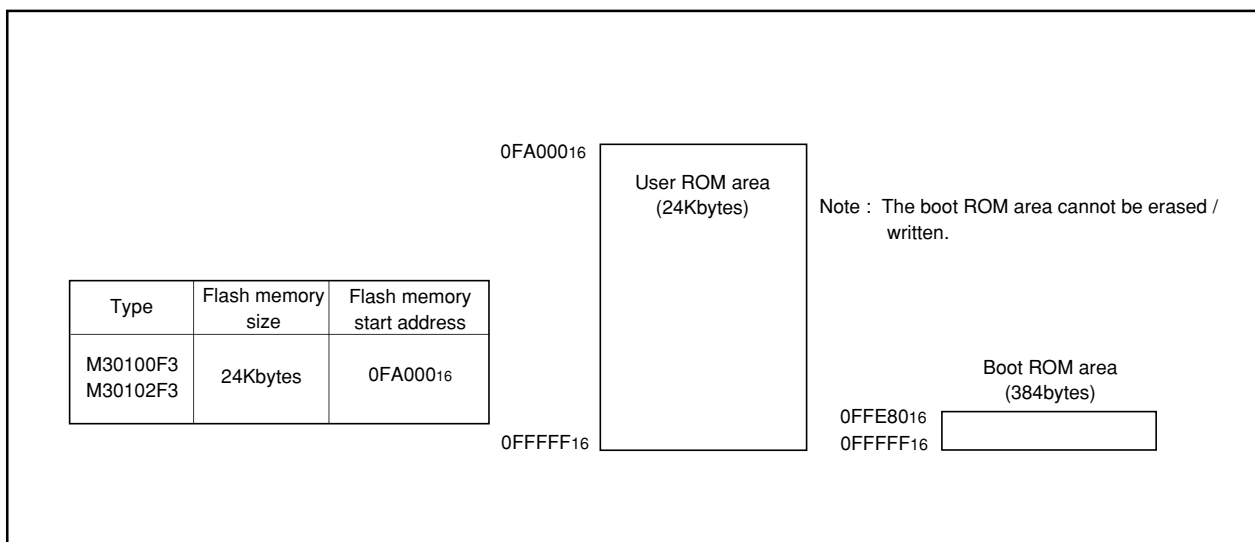 0FA00016
User ROM area
(24Kbytes)
Note : The boot ROM area cannot be erased /
written.
Type
Flash memory
size
Flash memory
start address
M30100F3
M30102F3
24Kbytes
0FA00016
0FFFFF16
Boot ROM area
(384bytes)
0FFE8016
0FFFFF16